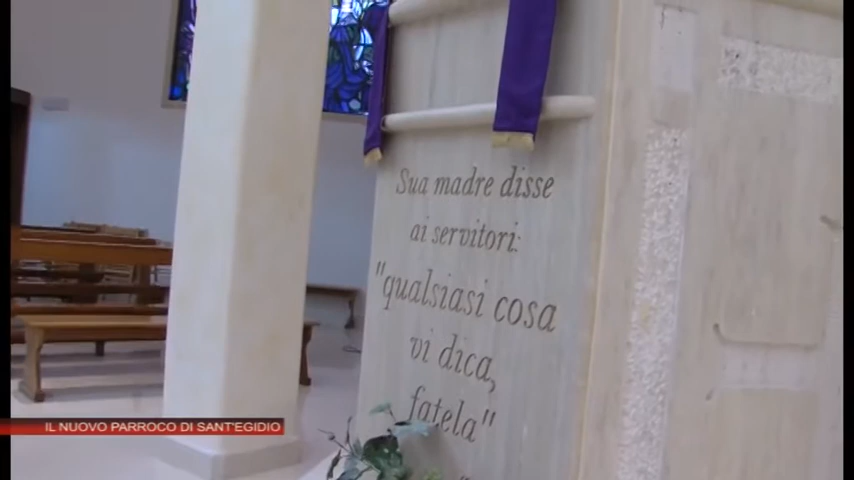 Sua madre disse
ai servitori:
"qualsiasi cosa
vi dica,
fatela"
IL NUOVO PARROCO DI SANT'EGIDIO